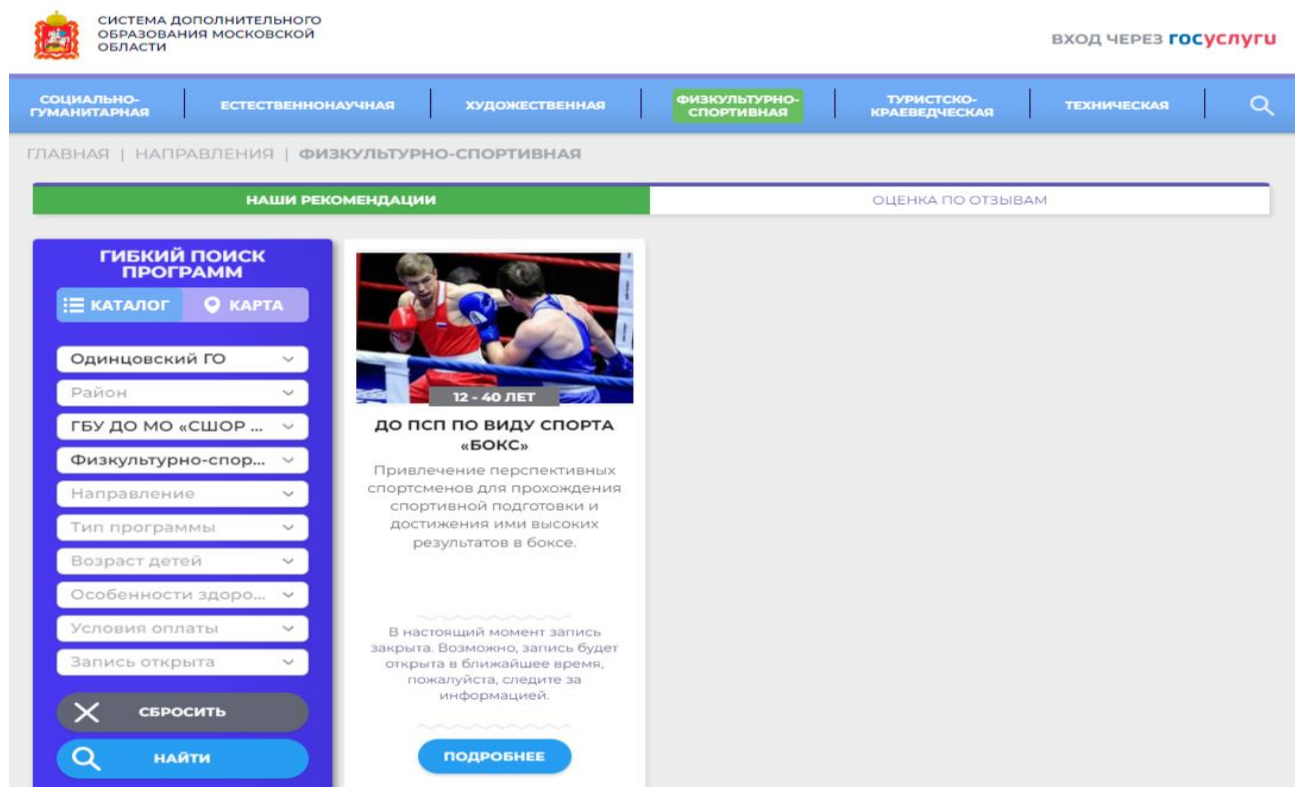 СИСТЕМА ДОПОЛНИТЕЛЬНОГО
ОБРАЗОВАНИЯ МОСКОВСКОЙ
ОБЛАСТИ
ВХОД ЧЕРЕЗ госуслуги
СОЦИАЛЬНО-
ГУМАНИТАРНАЯ
ЕСТЕСТВЕННОНАУЧНАЯ
ХУДОЖЕСТВЕННАЯ
ФИЗКУЛЬТУРНО-
СПОРТИВНАЯ
ТУРИСТСКО-
КРАЕВЕДЧЕСКАЯ
ТЕХНИЧЕСКАЯ
ГЛАВНАЯ | НАПРАВЛЕНИЯ | ФИЗКУЛЬТУРНО-СПОРТИВНАЯ
НАШИ РЕКОМЕНДАЦИИ
ОЦЕНКА ПО ОТЗЫВАМ
ГИБКИЙ ПОИСК
ПРОГРАММ
КАТАЛОГ
КАРТА
Одинцовский ГО
Район
ГБУ ДО МО «СШОР ...
Физкультурно-спор...
Направление
Тип программы
Возраст детей
Особенности здоро...
Условия оплаты
Запись открыта
СБРОСИТЬ
НАЙТИ
12 - 40 ЛЕТ
ДО ПСП ПО ВИДУ СПОРТА
«БОКС»
Привлечение перспективных
спортсменов для прохождения
спортивной подготовки и
достижения ими высоких
результатов в боксе.
В настоящий момент запись
закрыта. Возможно, запись будет
открыта в ближайшее время,
пожалуйста, следите за
информацией.
ПОДРОБНЕЕ